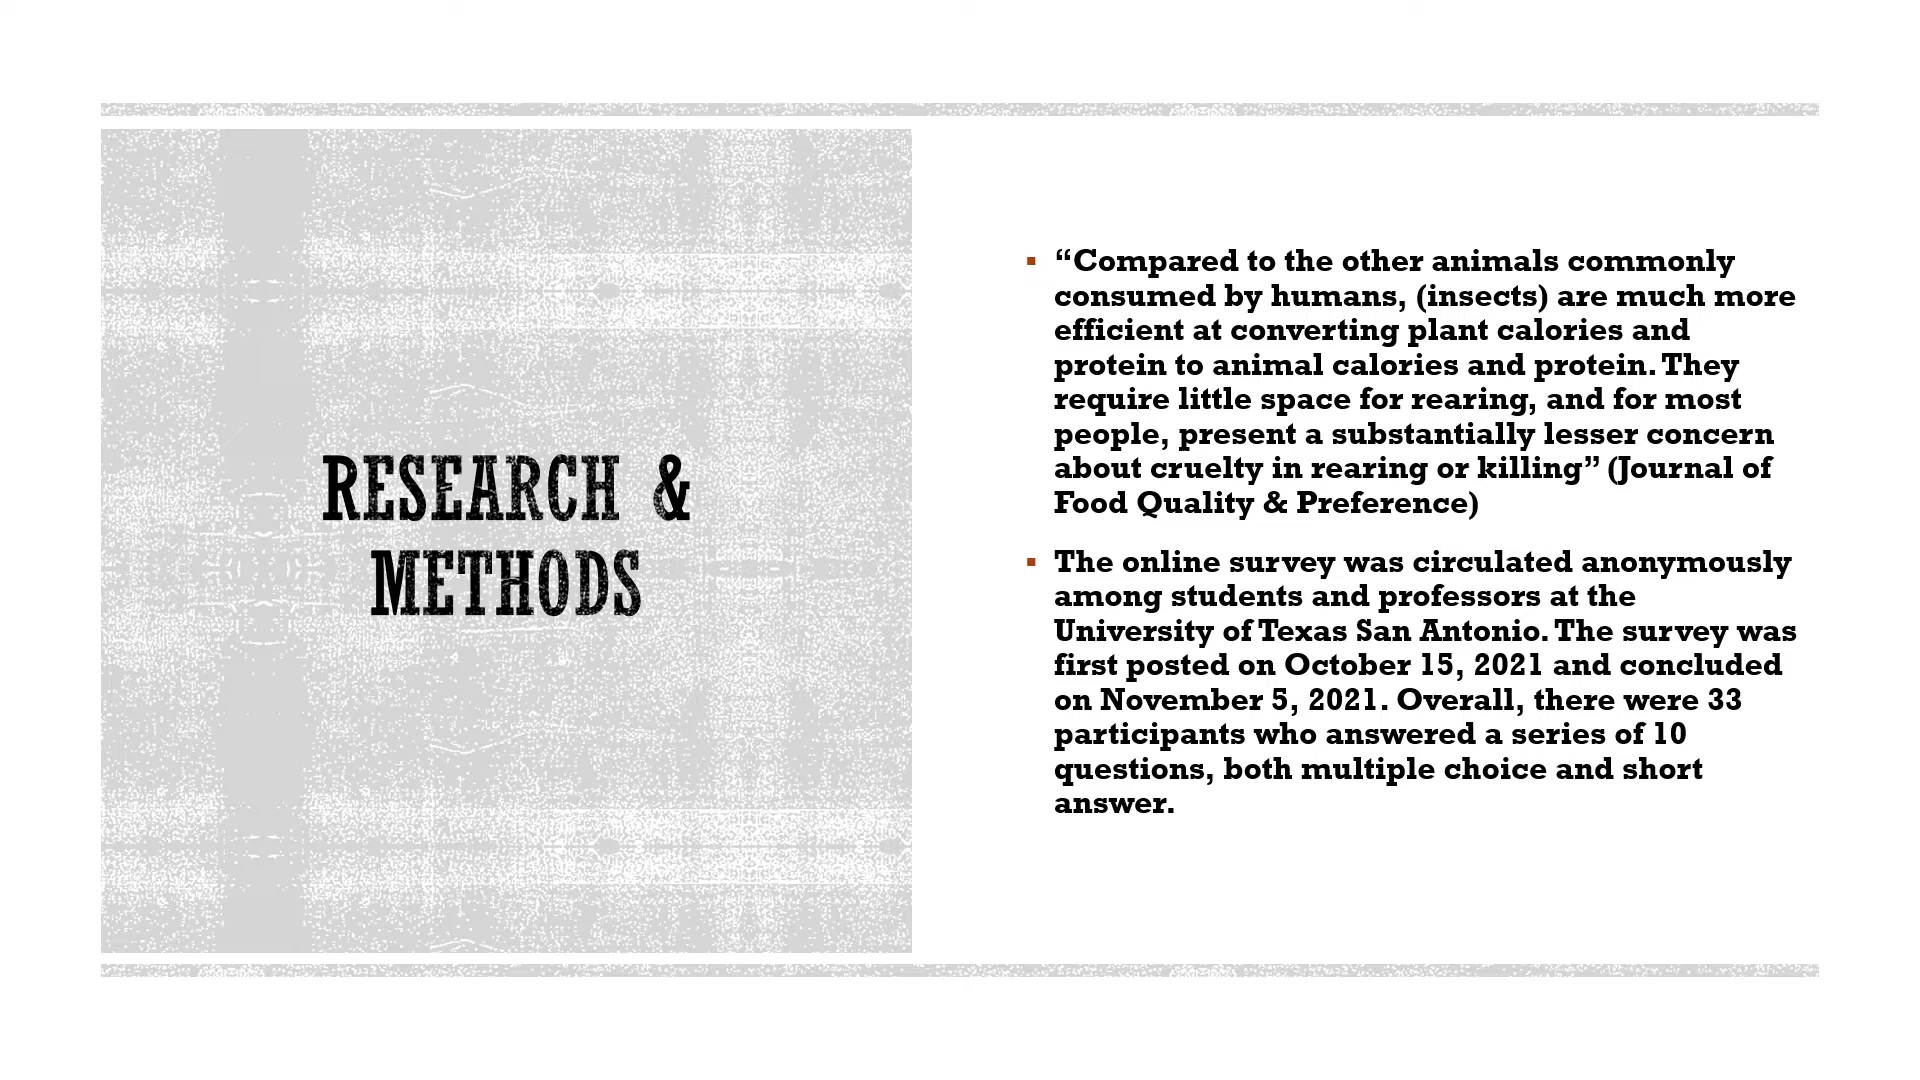 RESEARCH &
METHODS
▪ “Compared to the other animals commonly
consumed by humans, (insects) are much more
efficient at converting plant calories and
protein to animal calories and protein. They
require little space for rearing, and for most
people, present a substantially lesser concern
about cruelty in rearing or killing” (Journal of
Food Quality & Preference)
▪ The online survey was circulated anonymously
among students and professors at the
University of Texas San Antonio. The survey was
first posted on October 15, 2021 and concluded
on November 5, 2021. Overall, there were 33
participants who answered a series of 10
questions, both multiple choice and short
answer.